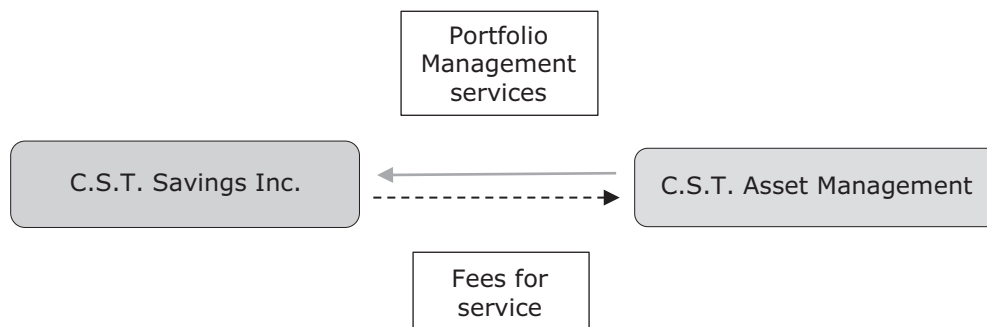 Portfolio
Management
services
C.S.T. Savings Inc.
C.S.T. Asset Management
Fees for
service